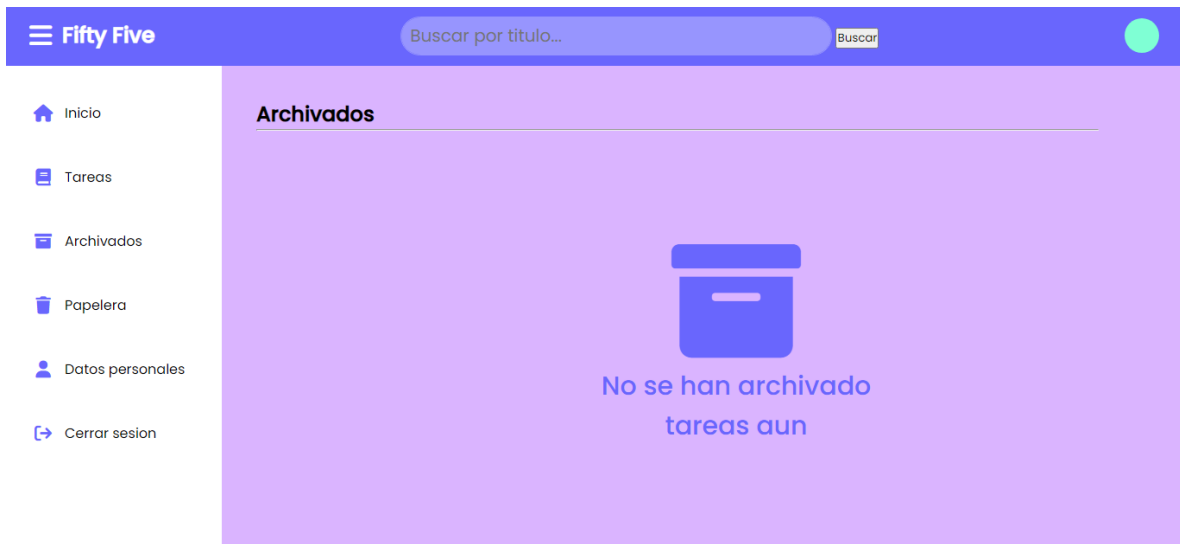 Fifty Five
Buscar por titulo...
Buscar
Inicio
Tareas
Archivados
Papelera
Datos personales
Cerrar sesion
Archivados
No se han archivado
tareas aun